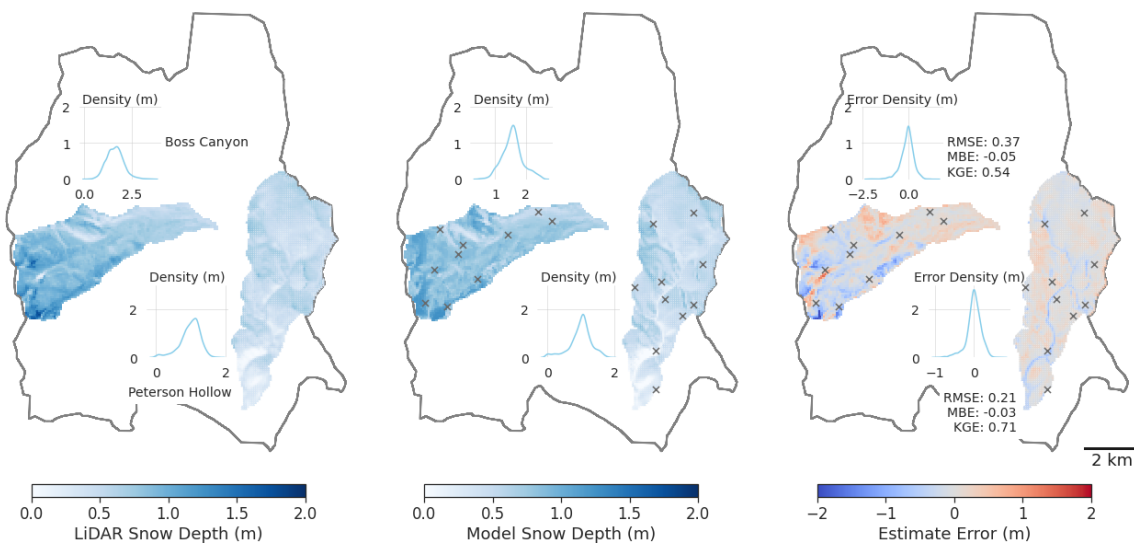 Density (m)
2
1
0
0.0
2.5
Boss Canyon
Density (m)
2
0
0
2
Peterson Hollow
0.0
0.5
1.0
1.5
2.0
LiDAR Snow Depth (m)
Density (m)
2
1
0
1
2
Density (m)
2
0
0
2
0.0
0.5
1.0
1.5
2.0
Model Snow Depth (m)
Error Density (m)
2
1
0
−2.5
0.0
RMSE: 0.37
MBE: -0.05
KGE: 0.54
Error Density (m)
2
0
−1
0
RMSE: 0.21
MBE: -0.03
KGE: 0.71
2 km
−2
−1
0
1
2
Estimate Error (m)